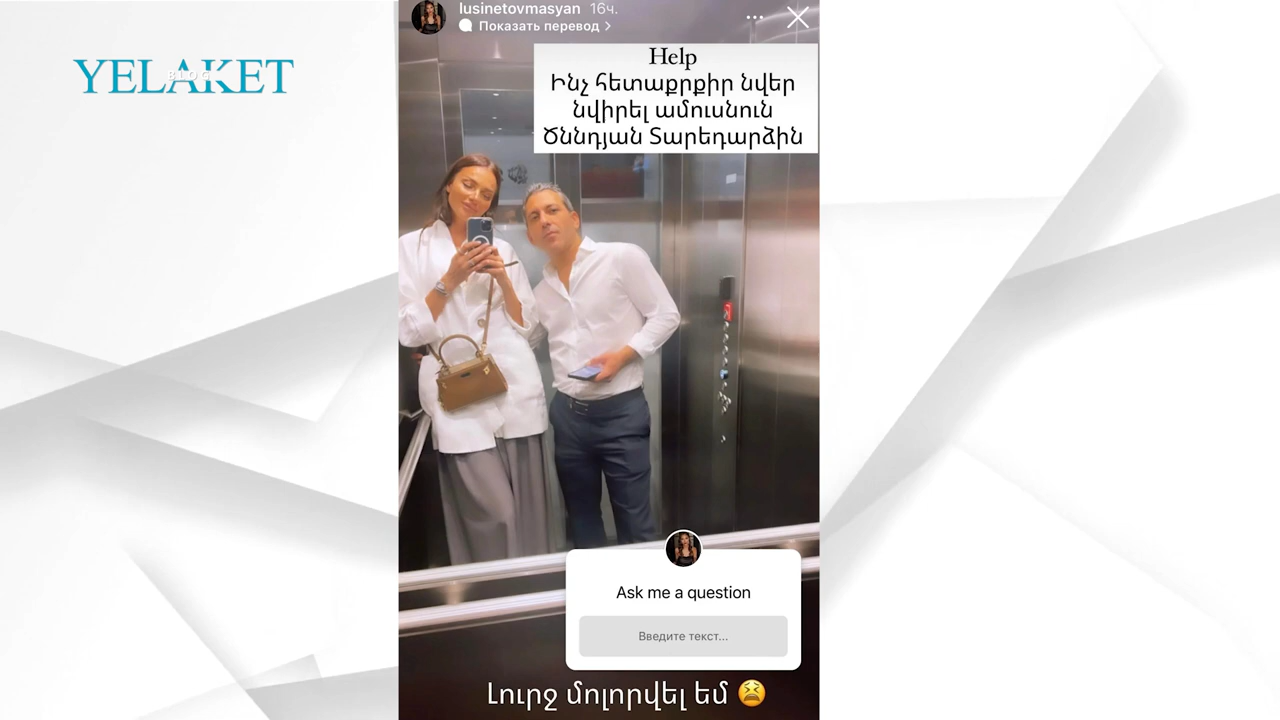 YELAKET
BLOG
lusinetovmasyan 16ч.
Показать перевод
Help
Ինչ հետաքրքիր նվեր
նվիրել ամուսնուն
Ծննդյան Տարեդարձին
Ask me a question
Введите текст...
Լուրջ մոլորվել եմ 😫